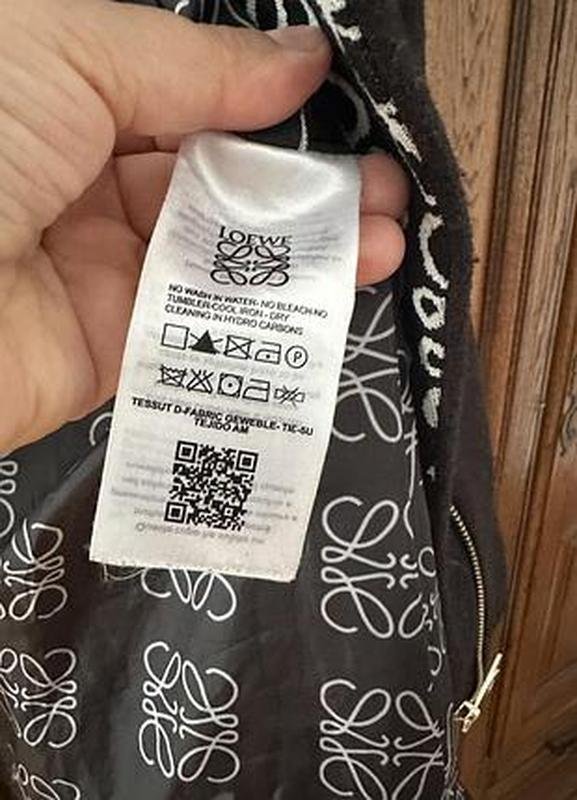 LOEWE
NO WASH IN WATER- NO BLEACH-NO
TUMBLER-COOL IRON - DRY
CLEANING IN HYDRO CARBONS
P
TESSUT D-FABRIC GEWEBLE- TIE-SU
TEJIDO AM